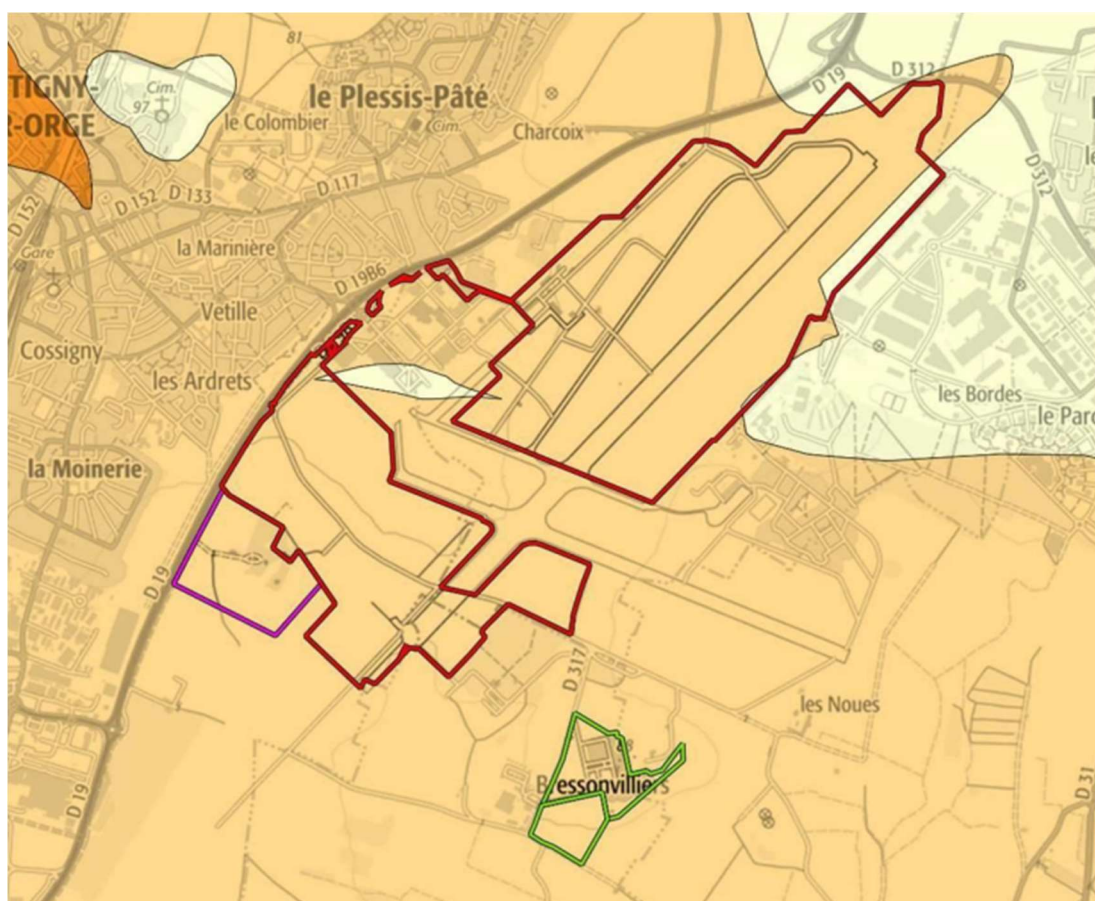 81
TIGNY-
R-ORGE
Cim.
97
le Plessis-Pâté
Cim.
le Colombier
Charcoix
D 19
D 312
D 312
D 152
D 133
D 117
D 152
Gare
la Marinière
D 19B6
Vetille
Cossigny
les Ardrets
les Bordes
le Parc
la Moinerie
D 19
D 317
les Noues
Bressonvilliers
D 19
D 31